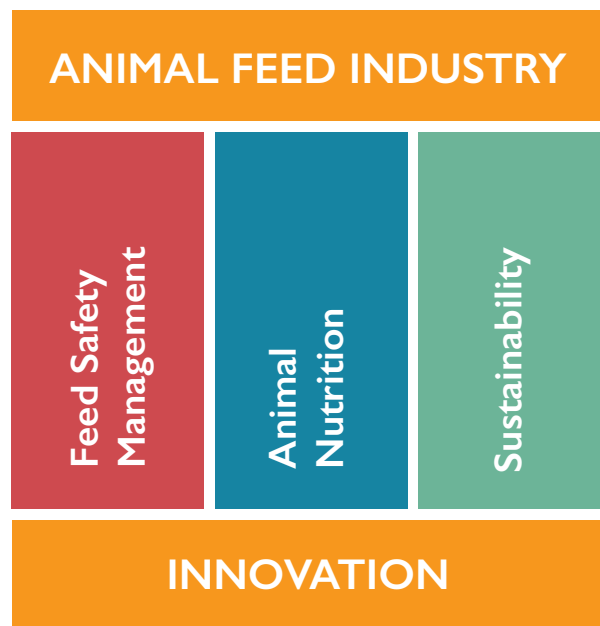 ANIMAL FEED INDUSTRY
Feed Safety
Management
Animal
Nutrition
Sustainability
INNOVATION